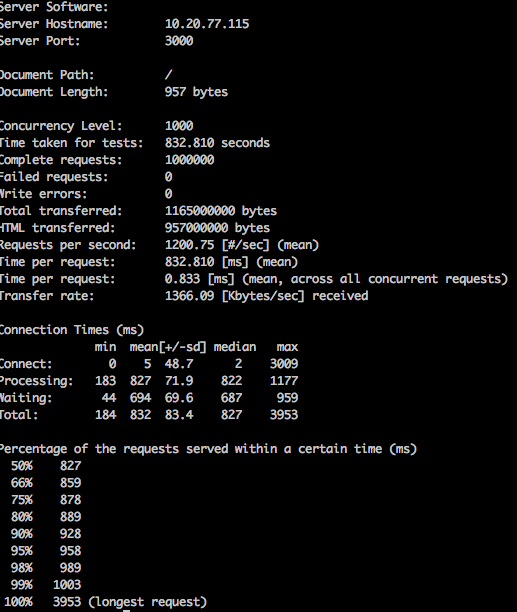 Server Software:
Server Hostname: 10.20.77.115
Server Port: 3000
Document Path: /
Document Length: 957 bytes
Concurrency Level: 1000
Time taken for tests: 832.810 seconds
Complete requests: 1000000
Failed requests: 0
Write errors: 0
Total transferred: 1165000000 bytes
HTML transferred: 957000000 bytes
Requests per second: 1200.75 [#/sec] (mean)
Time per request: 832.810 [ms] (mean)
Time per request: 0.833 [ms] (mean, across all concurrent requests)
Transfer rate: 1366.09 [Kbytes/sec] received
Connection Times (ms)
min mean[+/-sd] median max
Connect: 0 5 48.7 2 3009
Processing: 183 827 71.9 822 1177
Waiting: 44 694 69.6 687 959
Total: 184 832 83.4 827 3953
Percentage of the requests served within a certain time (ms)
50% 827
66% 859
75% 878
80% 889
90% 928
95% 958
98% 989
99% 1003
100% 3953 (longest request)